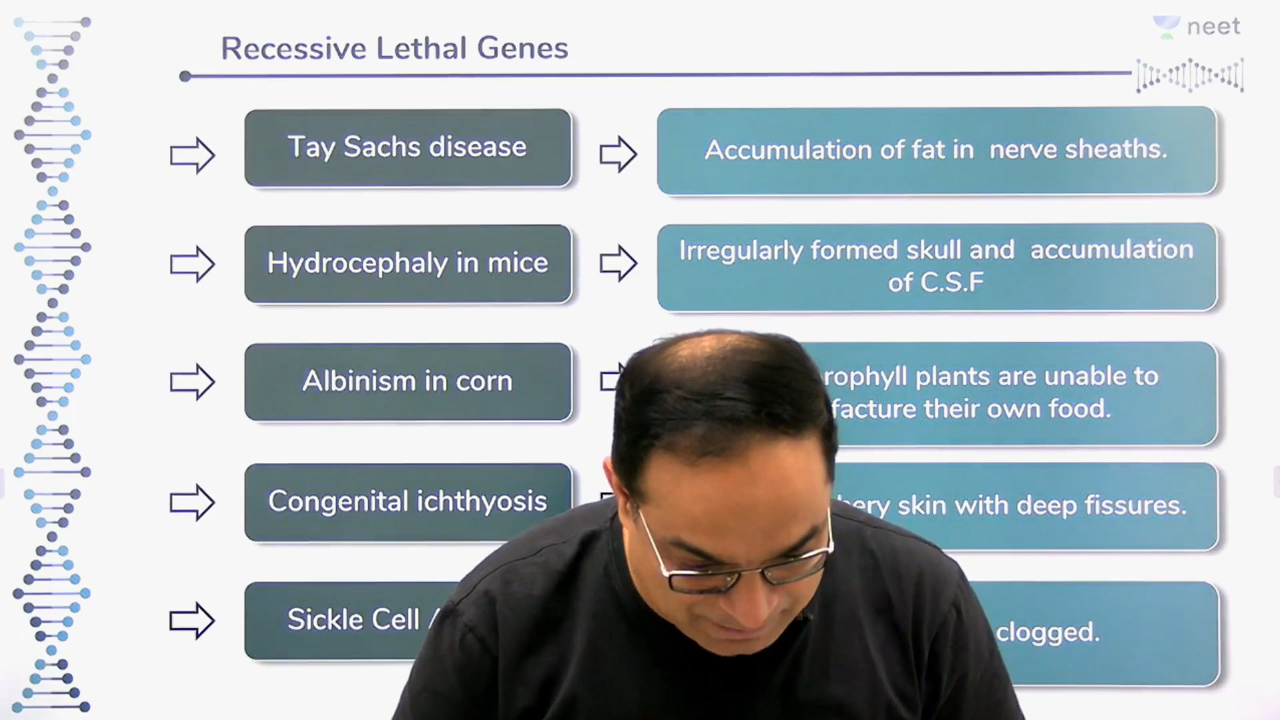 neet
Recessive Lethal Genes
Tay Sachs disease
Accumulation of fat in nerve sheaths.
Hydrocephaly in mice
Irregularly formed skull and accumulation
of C.S.F
Albinism in corn
plants are unable to
their own food.
Congenital ichthyosis
skin with deep fissures.
Sickle Cell
clogged.